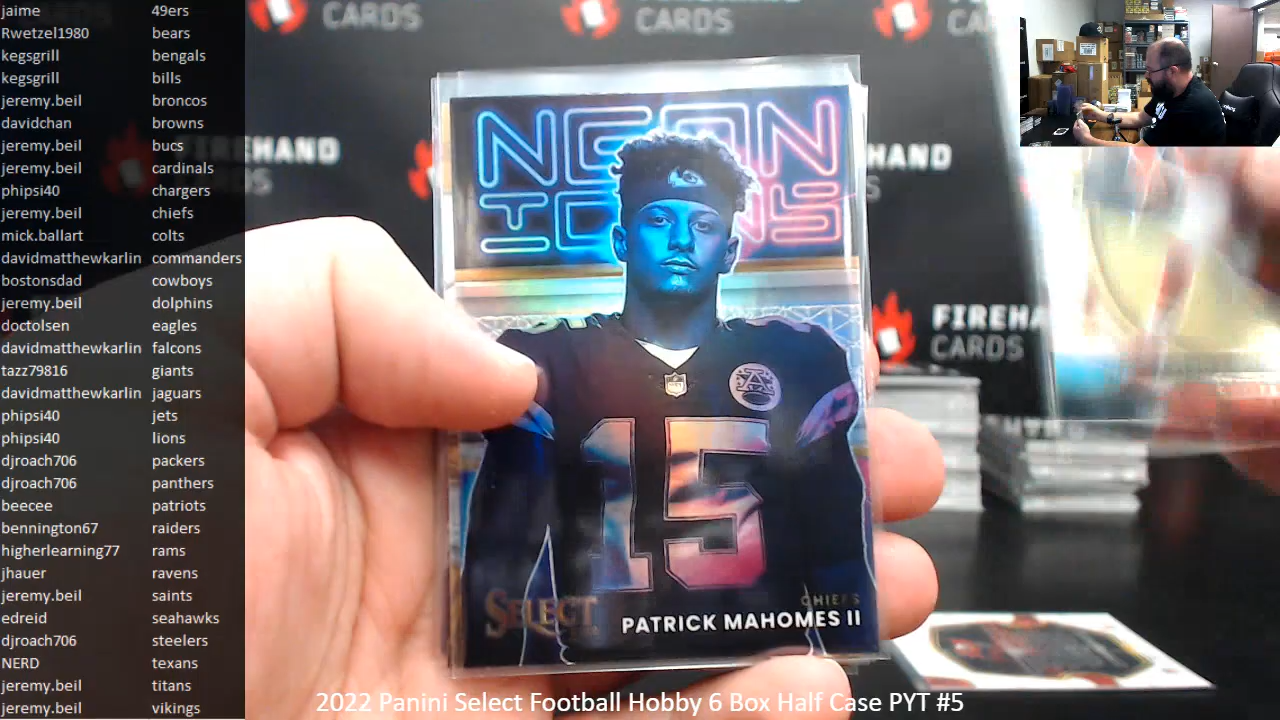 jaime 49ers
Rwetzel1980 bears
kegsgrill bengals
kegsgrill bills
jeremy.beil broncos
davidchan browns
jeremy.beil bucs
jeremy.beil cardinals
phipsi40 chargers
jeremy.beil chiefs
mick.ballart colts
davidmatthewkarlin commanders
bostonsdad cowboys
jeremy.beil dolphins
doctolsen eagles
davidmatthewkarlin falcons
tazz79816 giants
davidmatthewkarlin jaguars
phipsi40 jets
phipsi40 lions
djroach706 packers
djroach706 panthers
beecee patriots
bennington67 raiders
higherlearning77 rams
jhauer ravens
jeremy.beil saints
edreid seahawks
djroach706 steelers
NERD texans
jeremy.beil titans
jeremy.beil vikings
CARDS
CARDS
CARDS
NEON
ICONS
15
SELECT
CHIEFS
PATRICK MAHOMES II
FIREHA
CARDS
2022 Panini Select Football Hobby 6 Box Half Case PYT #5